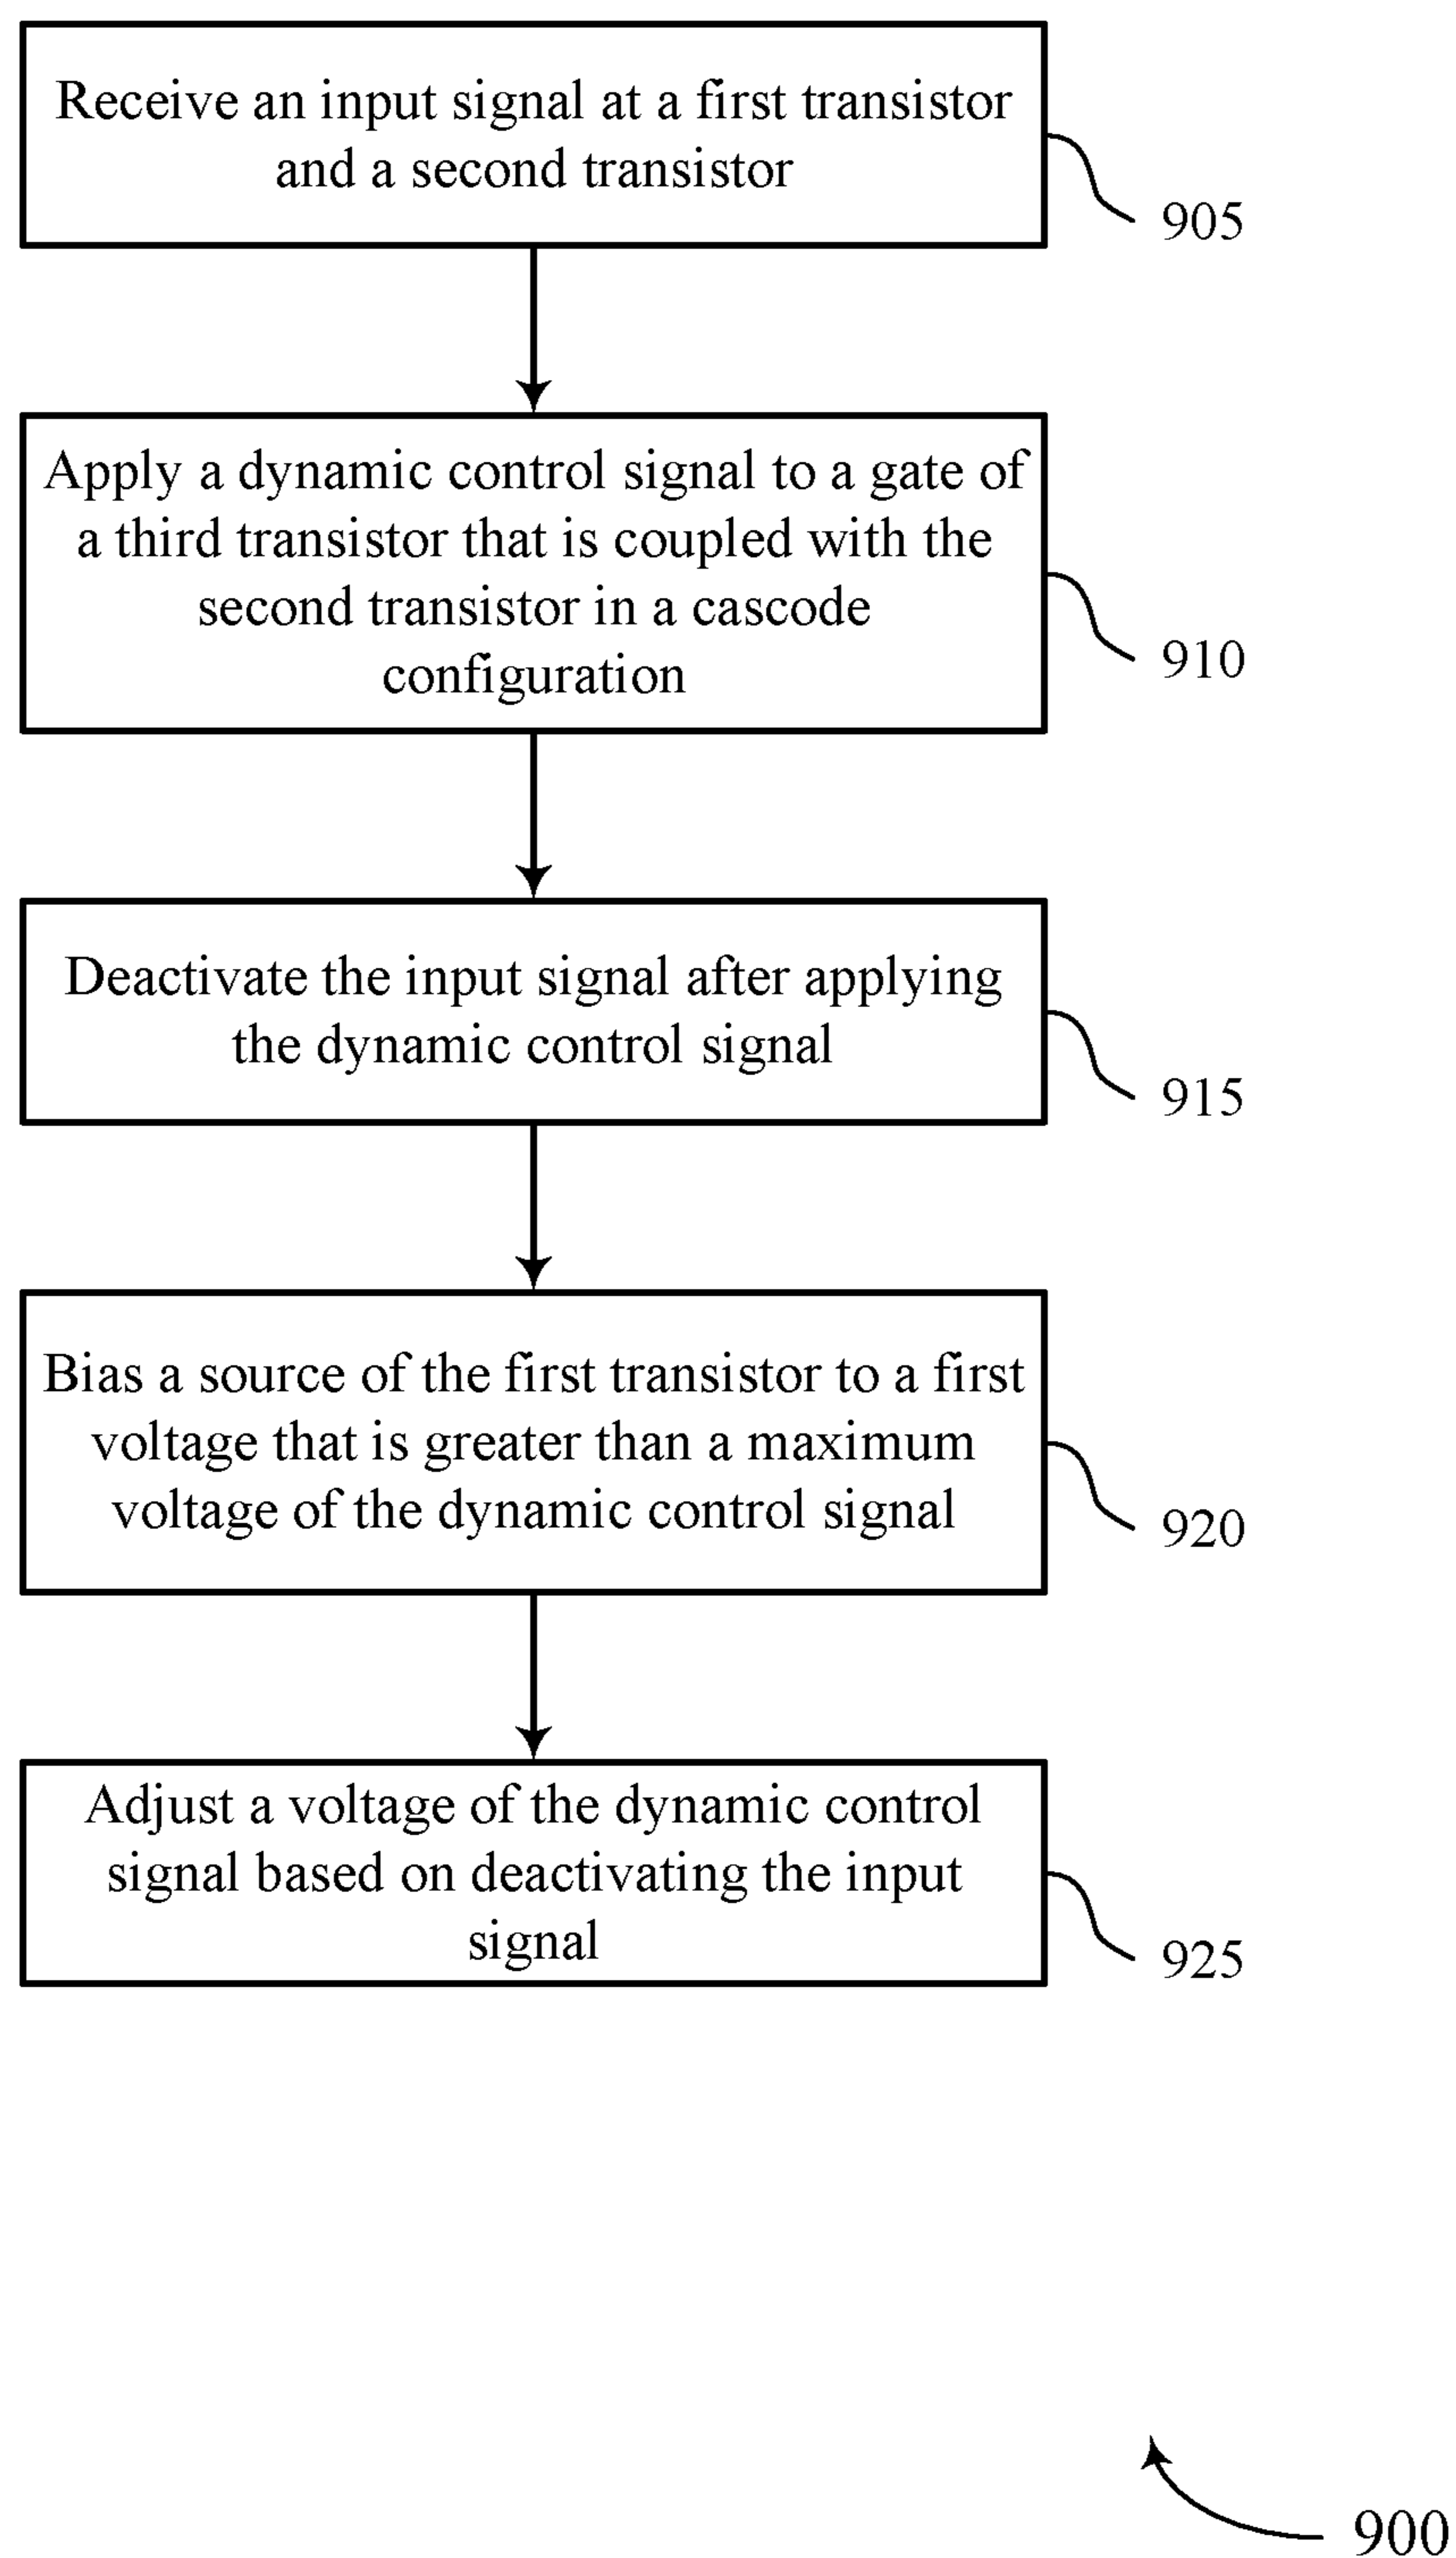 Receive an input signal at a first transistor
and a second transistor
905
Apply a dynamic control signal to a gate of
a third transistor that is coupled with the
second transistor in a cascode
configuration
910
Deactivate the input signal after applying
the dynamic control signal
915
Bias a source of the first transistor to a first
voltage that is greater than a maximum
voltage of the dynamic control signal
920
Adjust a voltage of the dynamic control
signal based on deactivating the input
signal
925
900